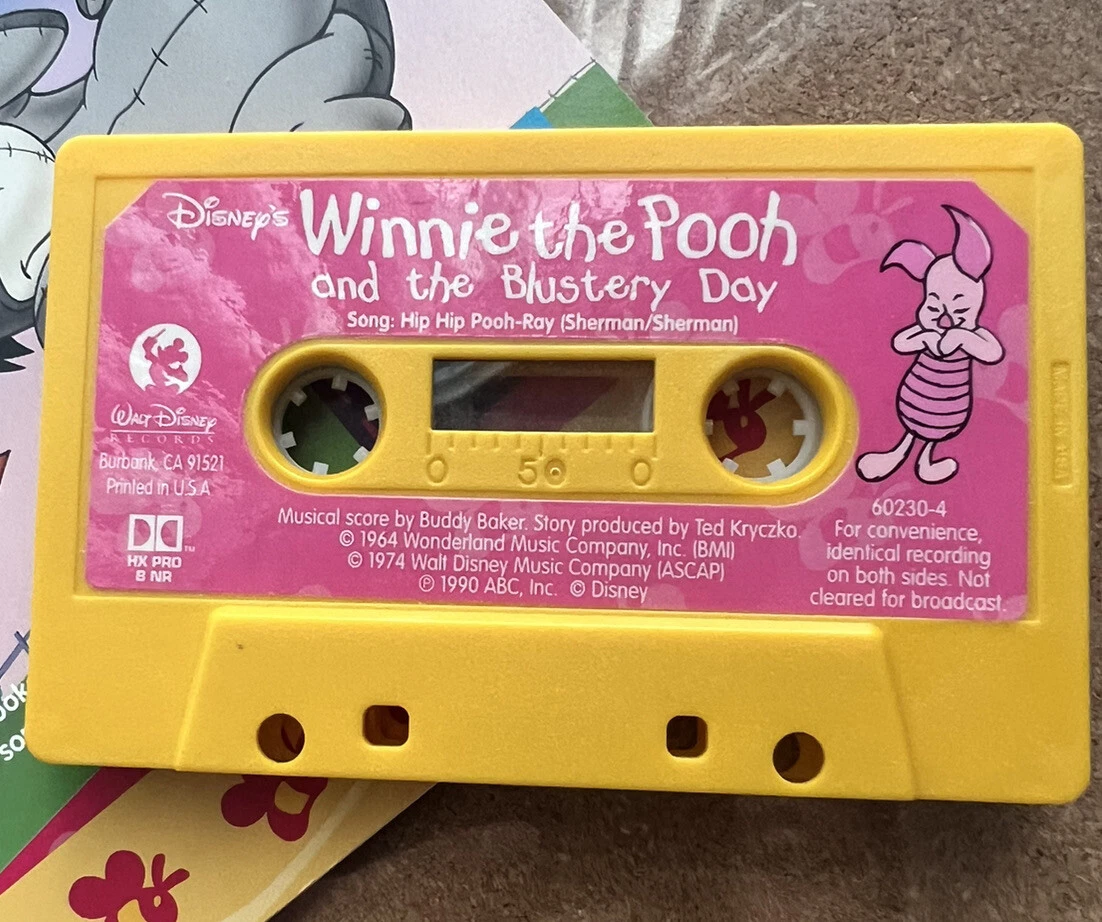 Disney's Winnie the Pooh
and the Blustery Day
Song: Hip Hip Pooh-Ray (Sherman/Sherman)
Walt Disney
RECORDS
Burbank, CA 91521
Printed in U.S.A
HX PRO
B NR
0 50 0
Musical score by Buddy Baker. Story produced by Ted Kryczko.
© 1964 Wonderland Music Company, Inc. (BMI)
© 1974 Walt Disney Music Company (ASCAP)
℗ 1990 ABC, Inc. © Disney
60230-4
For convenience,
identical recording
on both sides. Not
cleared for broadcast.
MADE IN USA